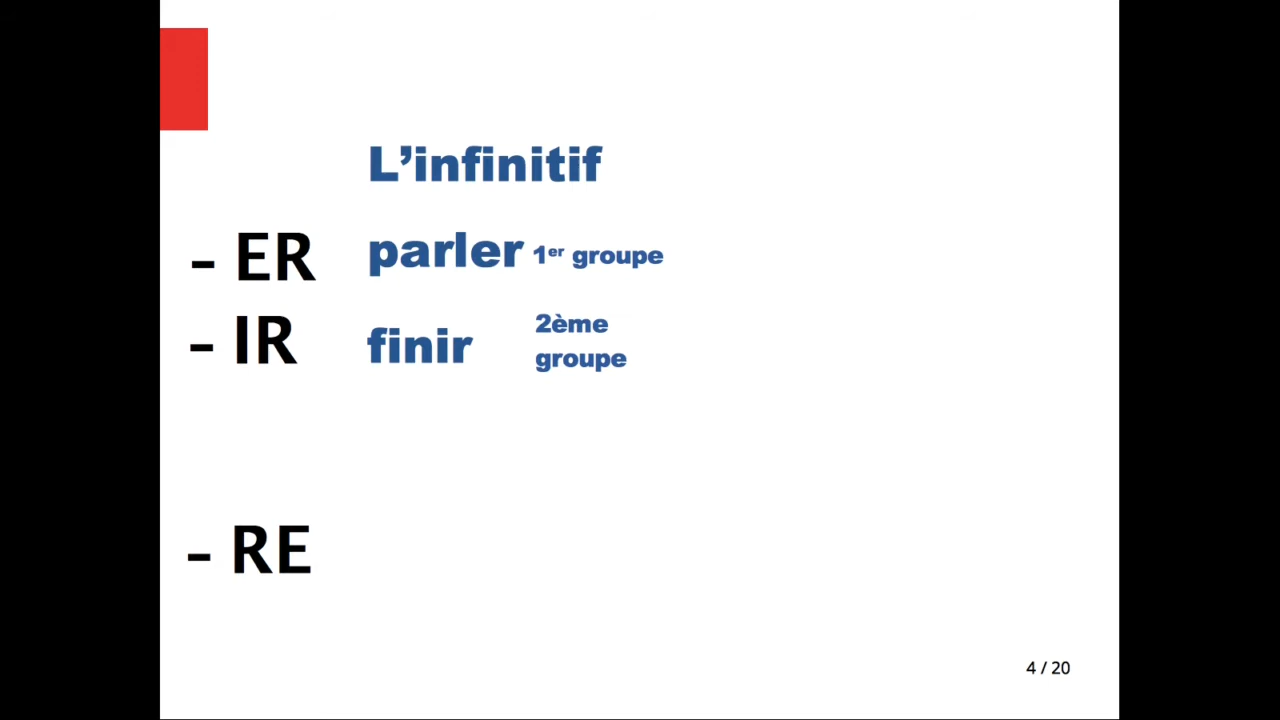 L’infinitif
- ER parler 1er groupe
- IR finir 2ème
groupe
- RE
4 / 20